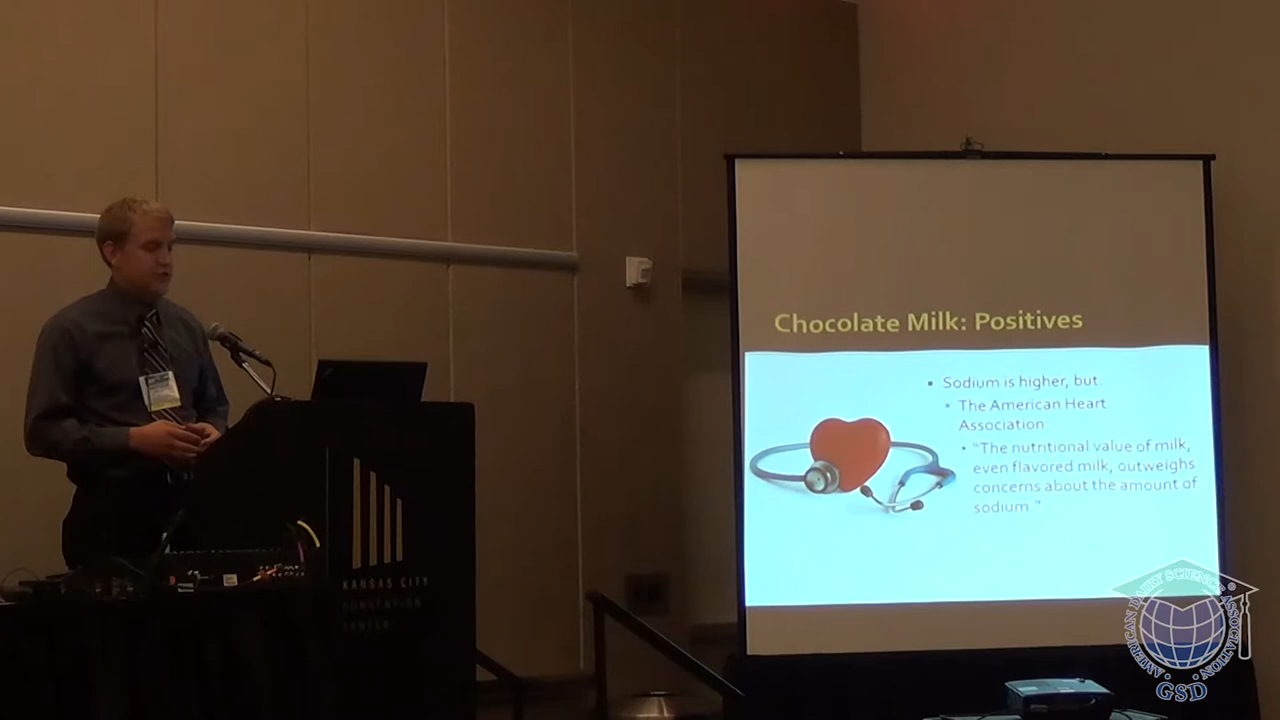 Chocolate Milk: Positives
Sodium is higher, but:
The American Heart
Association
"The nutritional value of milk,
even flavored milk, outweighs
concerns about the amount of
sodium."
KANSAS CITY
CONVENTION
CENTER
AMERICAN DAIRY SCIENCE ASSOCIATION®
GSD